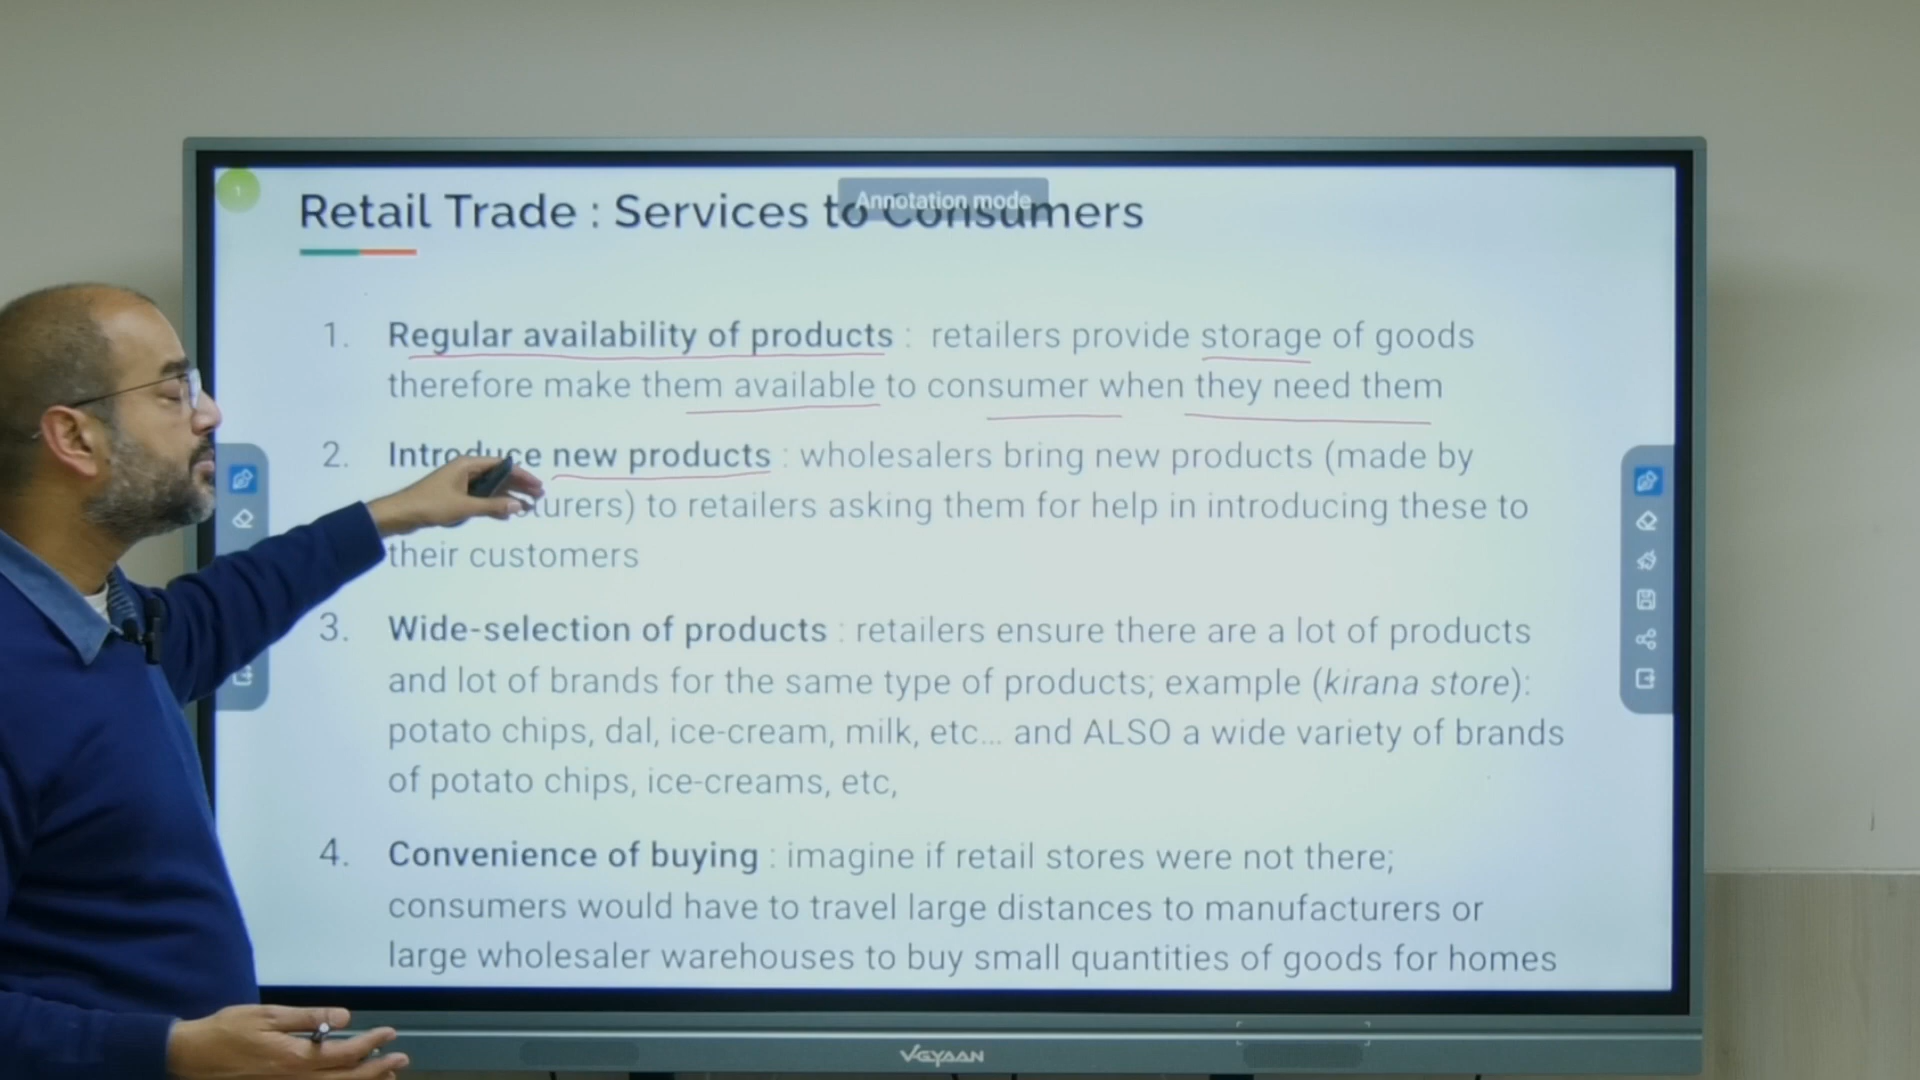 1
Annotation mode
Retail Trade : Services to Consumers
1. Regular availability of products : retailers provide storage of goods
therefore make them available to consumer when they need them
2. Introduce new products : wholesalers bring new products (made by
turers) to retailers asking them for help in introducing these to
their customers
3. Wide-selection of products : retailers ensure there are a lot of products
and lot of brands for the same type of products; example (kirana store):
potato chips, dal, ice-cream, milk, etc... and ALSO a wide variety of brands
of potato chips, ice-creams, etc,
4. Convenience of buying : imagine if retail stores were not there;
consumers would have to travel large distances to manufacturers or
large wholesaler warehouses to buy small quantities of goods for homes
VGYAAN